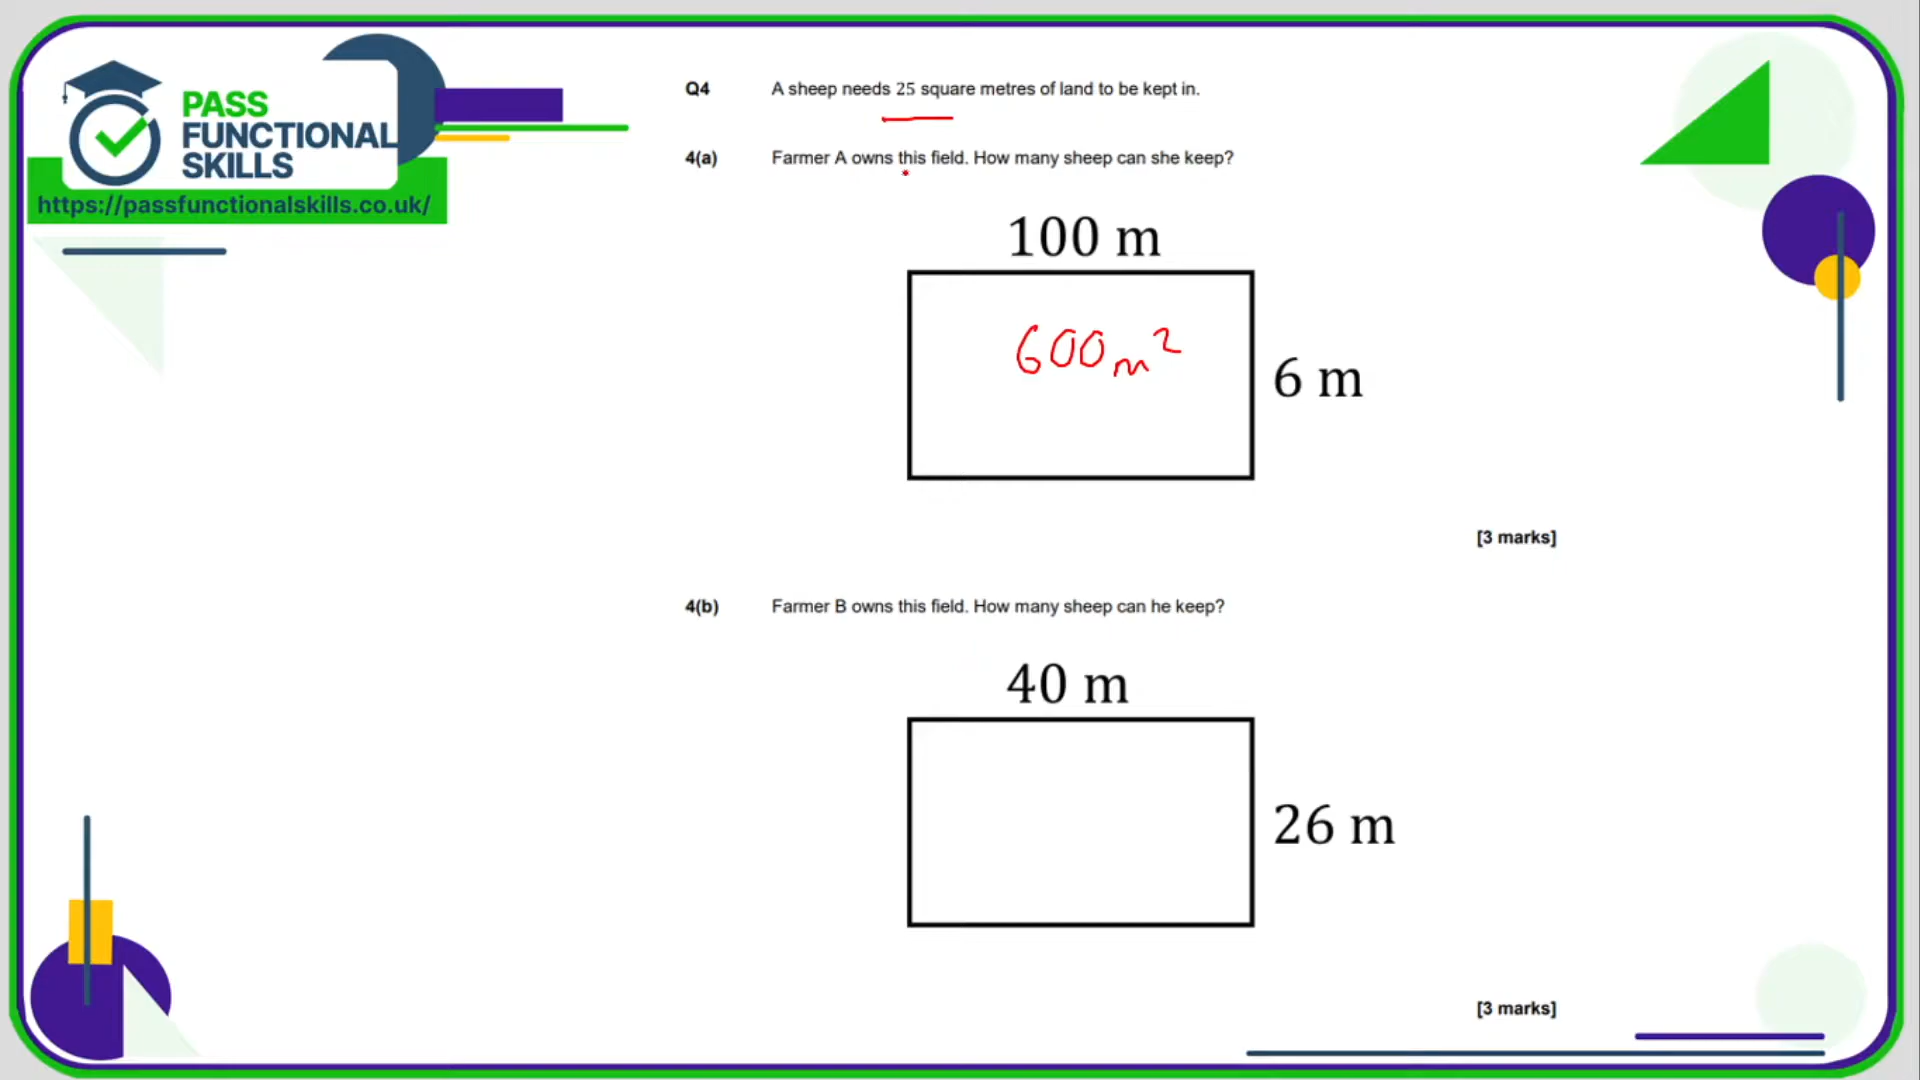 PASS
FUNCTIONAL
SKILLS
https://passfunctionalskills.co.uk/
Q4 A sheep needs 25 square metres of land to be kept in.
4(a) Farmer A owns this field. How many sheep can she keep?
100 m
600m²
6 m
[3 marks]
4(b) Farmer B owns this field. How many sheep can he keep?
40 m
26 m
[3 marks]